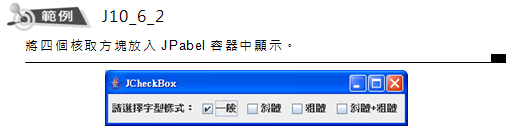 範例 J10_6_2
將四個核取方塊放入 JPabel 容器中顯示。
JCheckBox
請選擇字型樣式： 一般 斜體 粗體 斜體+粗體